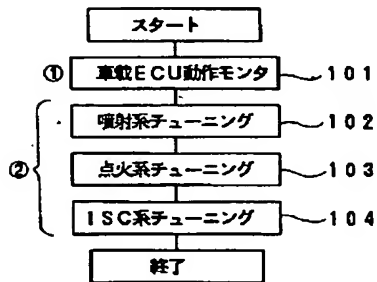 スタート
① 車載ECU動作モンタ 101
② 噴射系チューニング 102
点火系チューニング 103
ISC系チューニング 104
終了